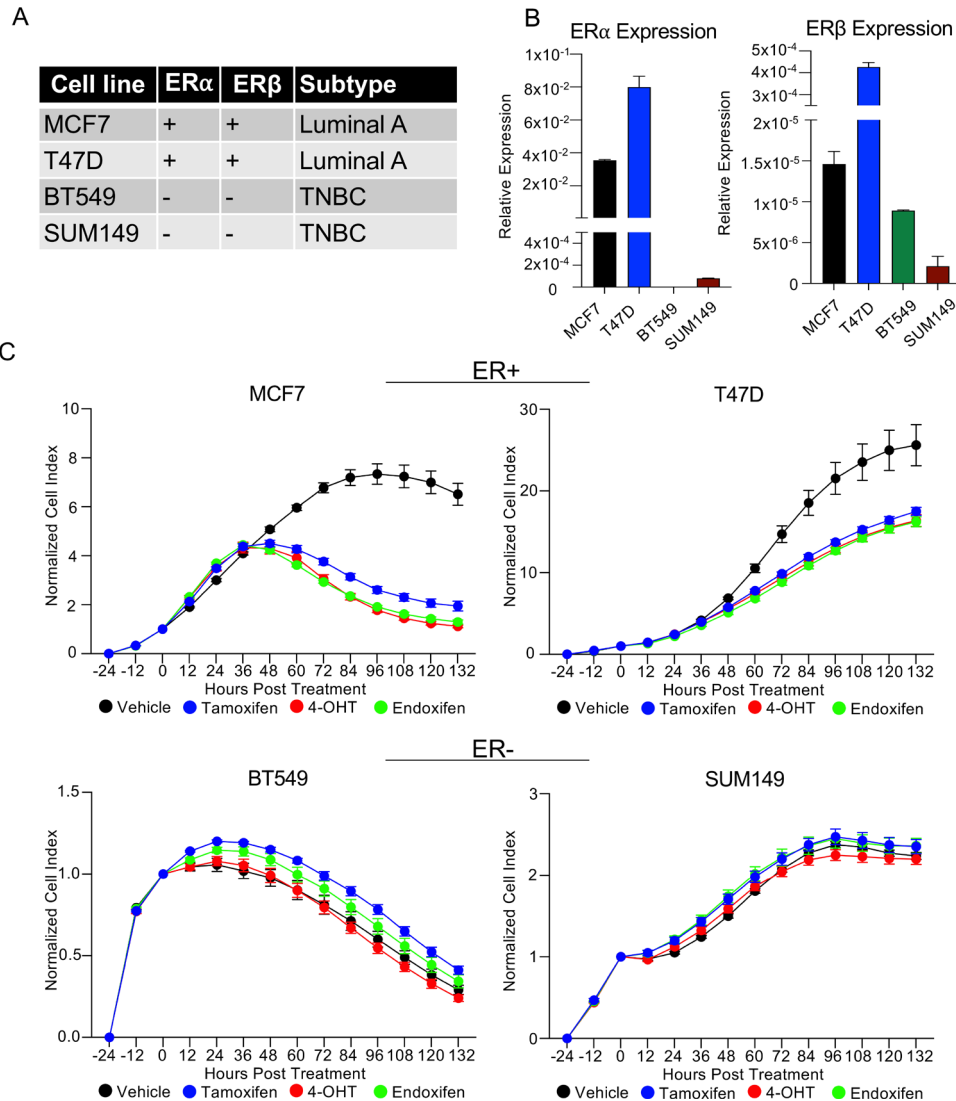 A
Cell line ERα ERβ Subtype
MCF7 + + Luminal A
T47D + + Luminal A
BT549 - - TNBC
SUM149 - - TNBC
B
ERα Expression
Relative Expression
1x10-1
8x10-2
6x10-2
4x10-2
2x10-2
4x10-4
2x10-4
0
MCF7 T47D BT549 SUM149
ERβ Expression
Relative Expression
5x10-4
4x10-4
3x10-4
2x10-4
2x10-5
1.5x10-5
1x10-5
5x10-6
0
MCF7 T47D BT549 SUM149
C
ER+
MCF7
Normalized Cell Index
10
8
6
4
2
0
-24 -12 0 12 24 36 48 60 72 84 96 108 120 132
Hours Post Treatment
Vehicle Tamoxifen 4-OHT Endoxifen
T47D
Normalized Cell Index
30
20
10
0
-24 -12 0 12 24 36 48 60 72 84 96 108 120 132
Hours Post Treatment
Vehicle Tamoxifen 4-OHT Endoxifen
ER-
BT549
Normalized Cell Index
1.5
1.0
0.5
0.0
-24 -12 0 12 24 36 48 60 72 84 96 108 120 132
Hours Post Treatment
Vehicle Tamoxifen 4-OHT Endoxifen
SUM149
Normalized Cell Index
3
2
1
0
-24 -12 0 12 24 36 48 60 72 84 96 108 120 132
Hours Post Treatment
Vehicle Tamoxifen 4-OHT Endoxifen